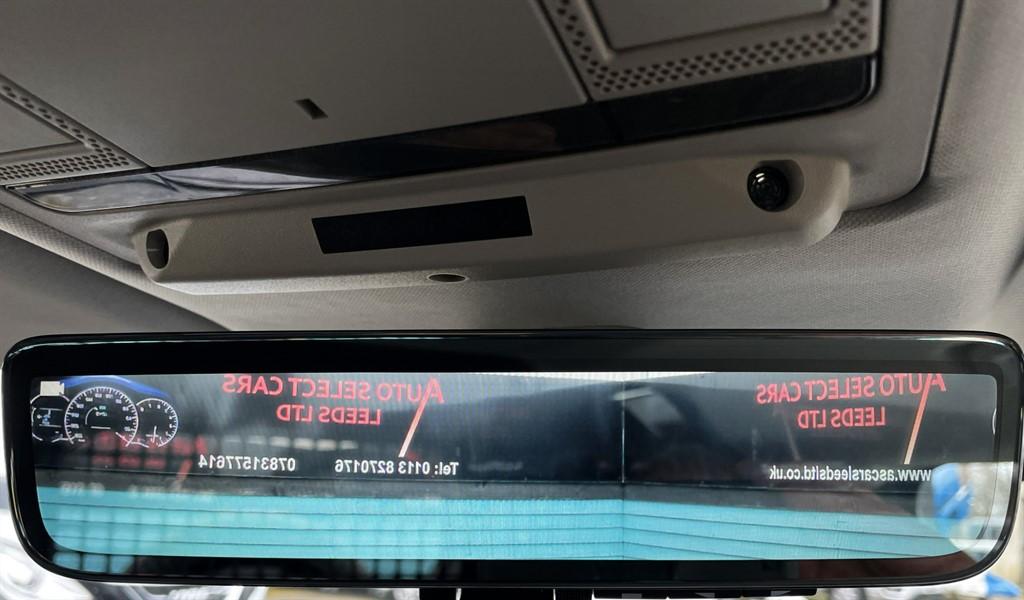 AUTO SELECT CARS
LEEDS LTD
www.ascarsleedsltd.co.uk
AUTO SELECT CARS
LEEDS LTD
Tel: 0113 8270176 07831577614